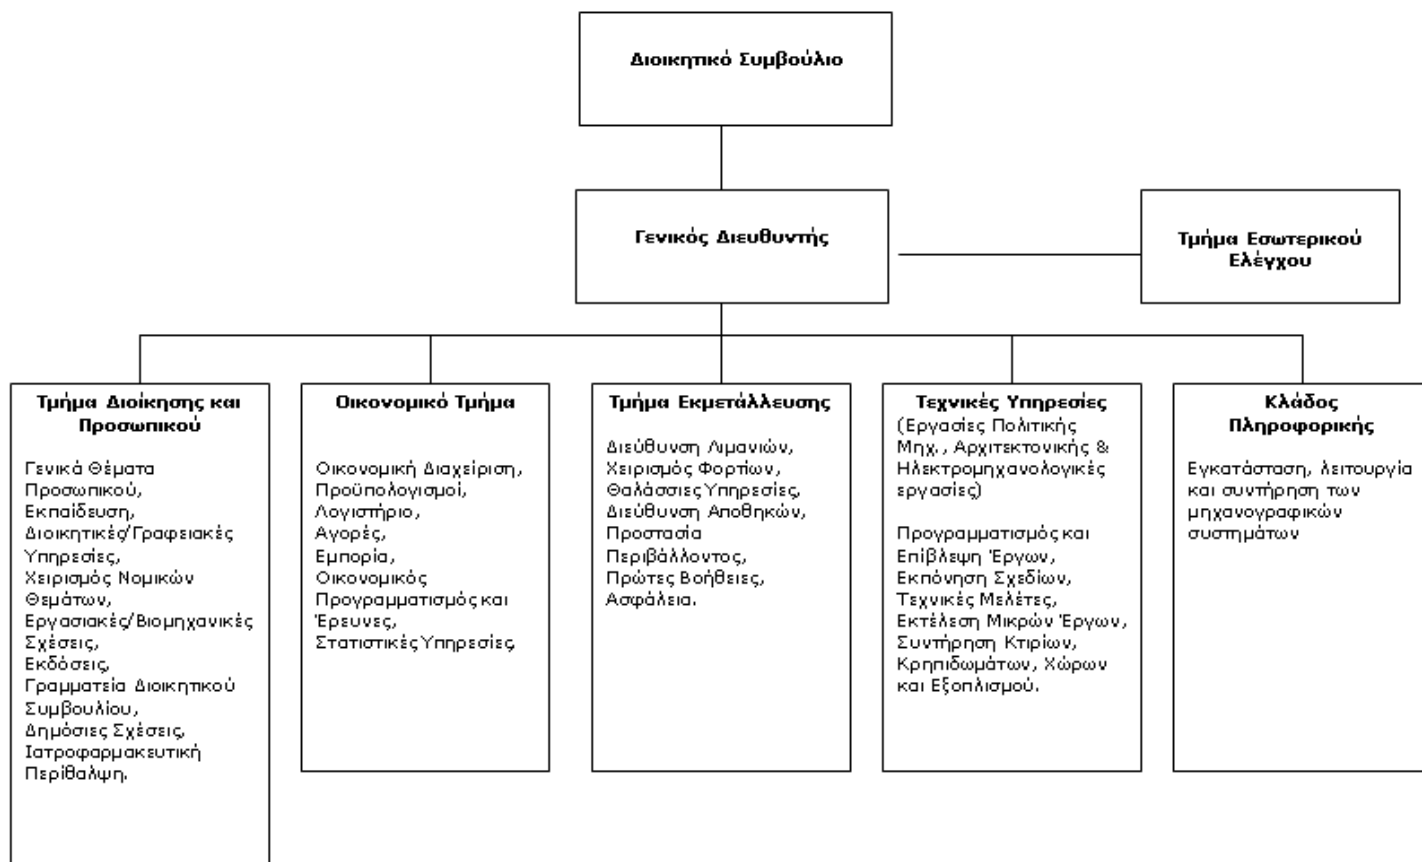 Διοικητικό Συμβούλιο
Γενικός Διευθυντής
Τμήμα Εσωτερικού
Ελέγχου
Τμήμα Διοίκησης και
Προσωπικού
Γενικά Θέματα
Προσωπικού,
Εκπαίδευση,
Διοικητικές/Γραφειακές
Υπηρεσίες,
Χειρισμός Νομικών
Θεμάτων,
Εργασιακές/Βιομηχανικές
Σχέσεις,
Εκδόσεις,
Γραμματεία Διοικητικού
Συμβουλίου,
Δημόσιες Σχέσεις,
Ιατροφαρμακευτική
Περίθαλψη.
Οικονομικό Τμήμα
Οικονομική Διαχείριση,
Προϋπολογισμοί,
Λογιστήριο,
Αγορές,
Εμπορία,
Οικονομικός
Προγραμματισμός και
Έρευνες,
Στατιστικές Υπηρεσίες.
Τμήμα Εκμετάλλευσης
Διεύθυνση Λιμανιών,
Χειρισμός Φορτίων,
Θαλάσσιες Υπηρεσίες,
Διεύθυνση Αποθηκών,
Προστασία
Περιβάλλοντος,
Πρώτες Βοήθειες,
Ασφάλεια.
Τεχνικές Υπηρεσίες
(Εργασίες Πολιτικής
Μηχ., Αρχιτεκτονικής &
Ηλεκτρομηχανολογικές
εργασίες)
Προγραμματισμός και
Επίβλεψη Έργων,
Εκπόνηση Σχεδίων,
Τεχνικές Μελέτες,
Εκτέλεση Μικρών Έργων,
Συντήρηση Κτιρίων,
Κρηπιδωμάτων, Χώρων
και Εξοπλισμού.
Κλάδος
Πληροφορικής
Εγκατάσταση, λειτουργία
και συντήρηση των
μηχανογραφικών
συστημάτων